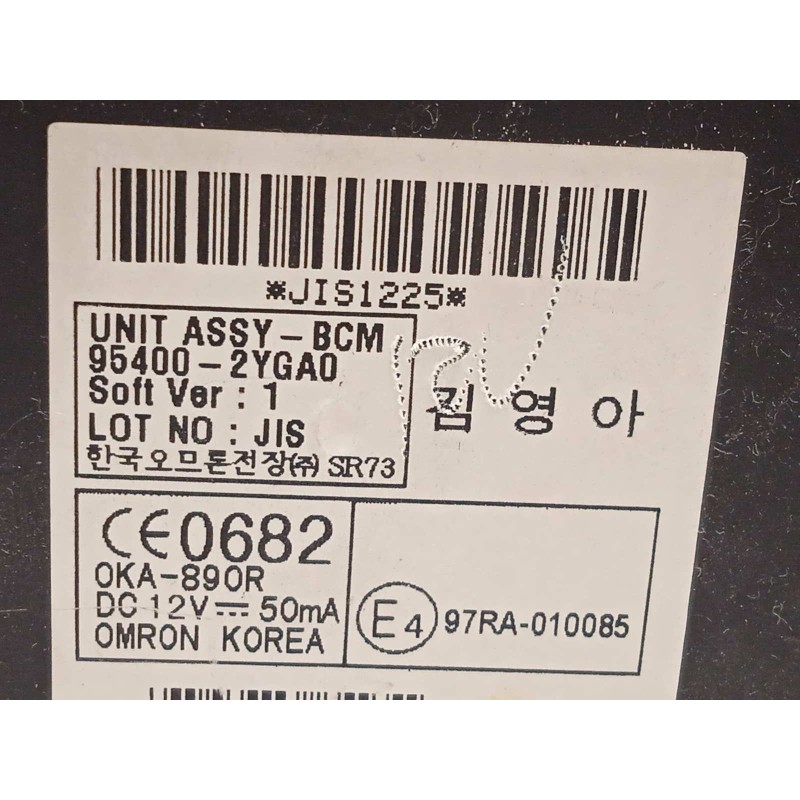 *JIS1225*
UNIT ASSY-BCM
95400-2YGA0
Soft Ver : 1
LOT NO : JIS
한국오므론전장(주) SR73
김 영 아
CE0682
OKA-890R
DC 12V 50mA
OMRON KOREA
E4 97RA-010085